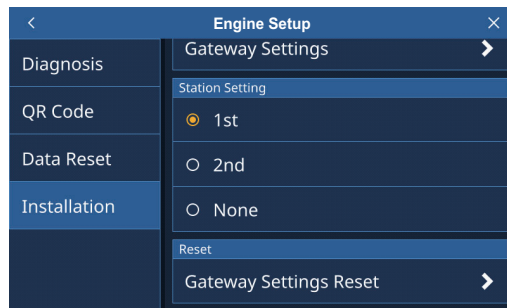 Engine Setup
Diagnosis
QR Code
Data Reset
Installation
Gateway Settings
Station Setting
1st
2nd
None
Reset
Gateway Settings Reset